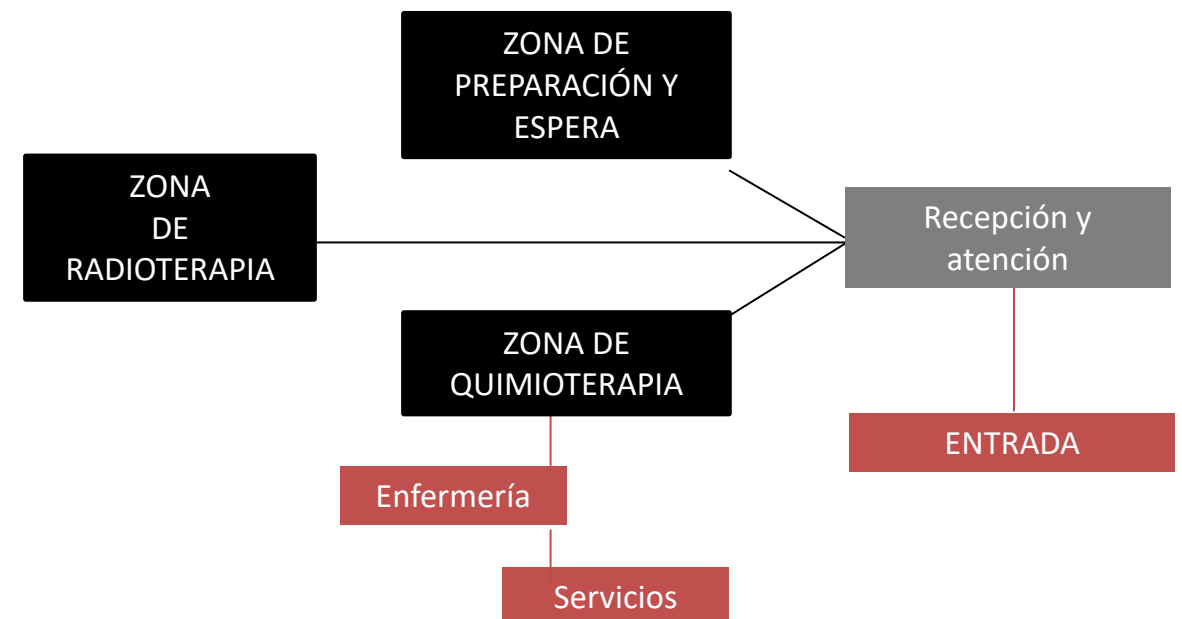 ZONA DE
PREPARACIÓN Y
ESPERA
ZONA
DE
RADIOTERAPIA
Recepción y
atención
ZONA DE
QUIMIOTERAPIA
ENTRADA
Enfermería
Servicios